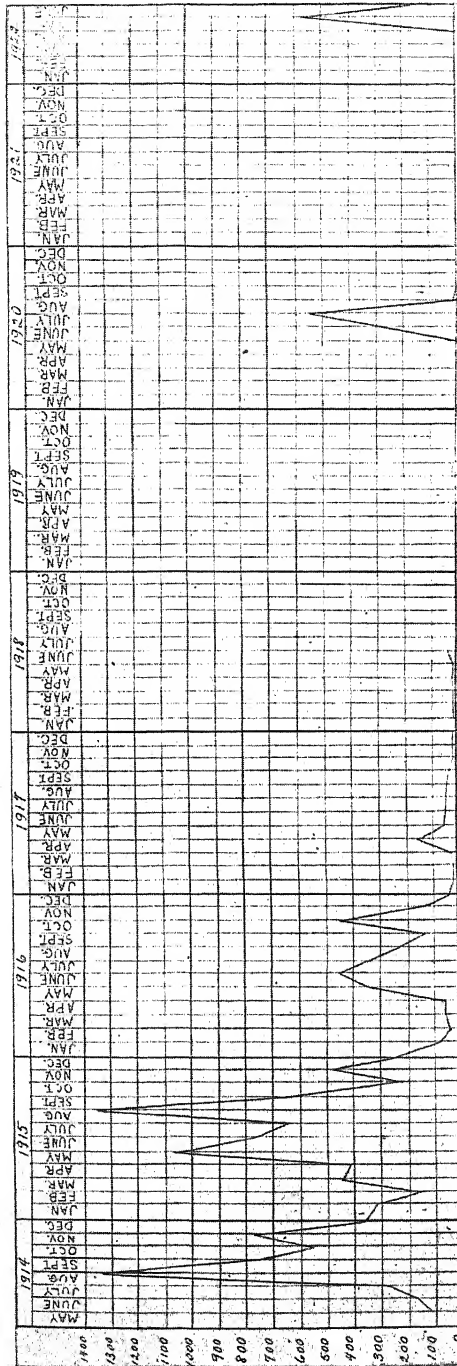 1914 1915 1916 1917 1918 1919 1920 1921 1922
MAY JUNE JULY AUG. SEPT OCT. NOV. DEC.
JAN FEB MAR. APR MAY JUNE JULY AUG SEPT OCT NOV DEC.
JAN. FEB. MAR. APR MAY JUNE JULY AUG. SEPT. OCT. NOV DEC.
JAN FEB. MAR. APR. MAY JUNE JULY AUG. SEPT OCT. NOV DEC.
JAN. FEB. MAR. APR. MAY JUNE JULY AUG. SEPT. OCT. NOV. DEC.
JAN. FEB. MAR. APR. MAY JUNE JULY AUG. SEPT OCT. NOV. DEC
JAN. FEB MAR APR. MAY JUNE JULY AUG. SEPT OCT. NOV. DEC
JAN. FEB. MAR. APR. MAY JUNE JULY AUG SEPT OCT. NOV. DEC.
JAN FEB
1400
1300
1200
1100
1000
900
800
700
600
500
400
300
200
100